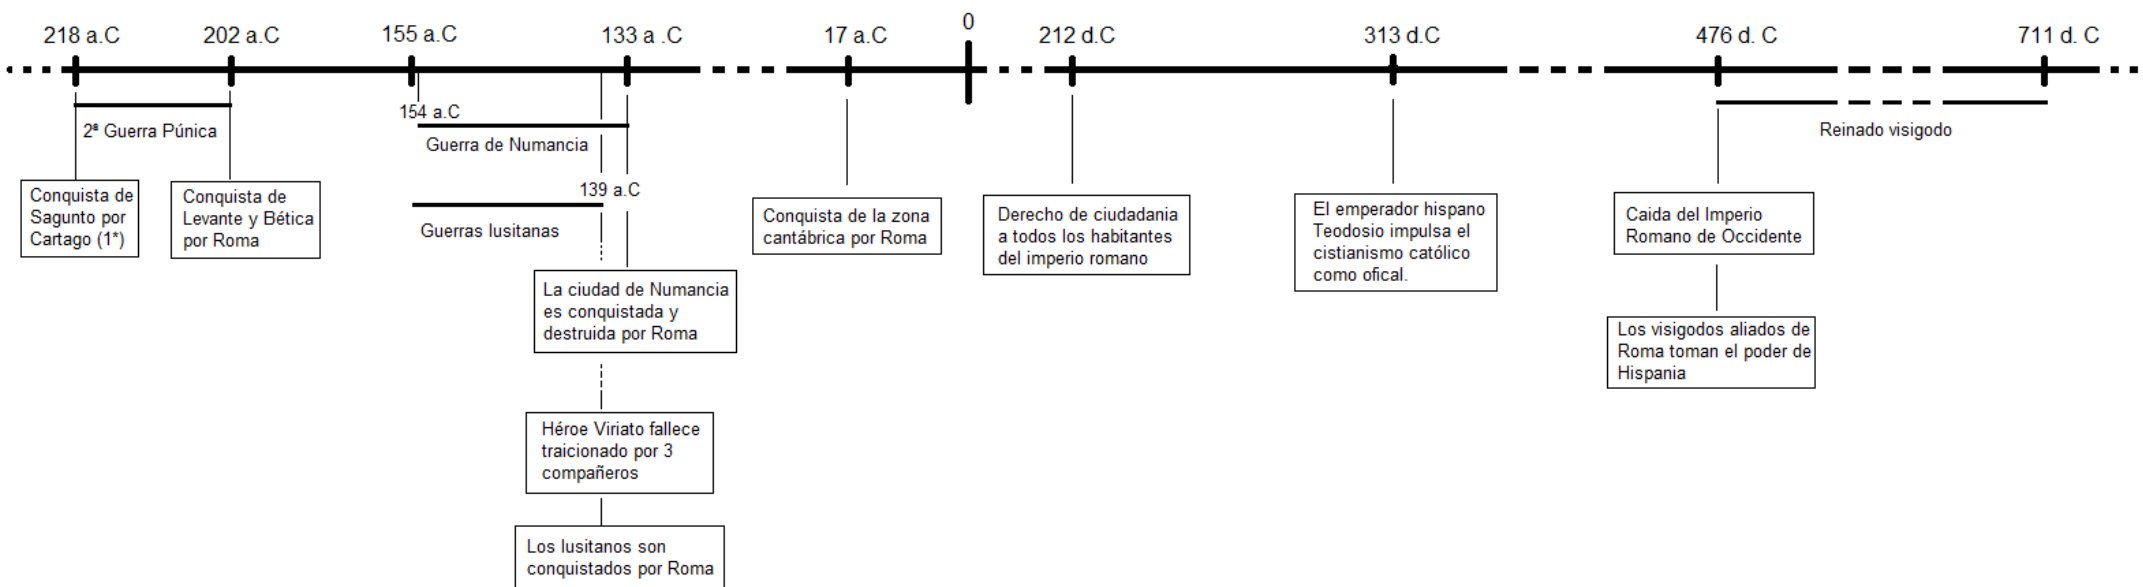 218 a.C
202 a.C
155 a.C
133 a .C
17 a.C
0
212 d.C
313 d.C
476 d. C
711 d. C
2ª Guerra Púnica
154 a.C
Guerra de Numancia
139 a.C
Guerras lusitanas
Reinado visigodo
Conquista de
Sagunto por
Cartago (1*)
Conquista de
Levante y Bética
por Roma
La ciudad de Numancia
es conquistada y
destruida por Roma
Héroe Viriato fallece
traicionado por 3
compañeros
Los lusitanos son
conquistados por Roma
Conquista de la zona
cantábrica por Roma
Derecho de ciudadania
a todos los habitantes
del imperio romano
El emperador hispano
Teodosio impulsa el
cistianismo católico
como ofical.
Caida del Imperio
Romano de Occidente
Los visigodos aliados de
Roma toman el poder de
Hispania